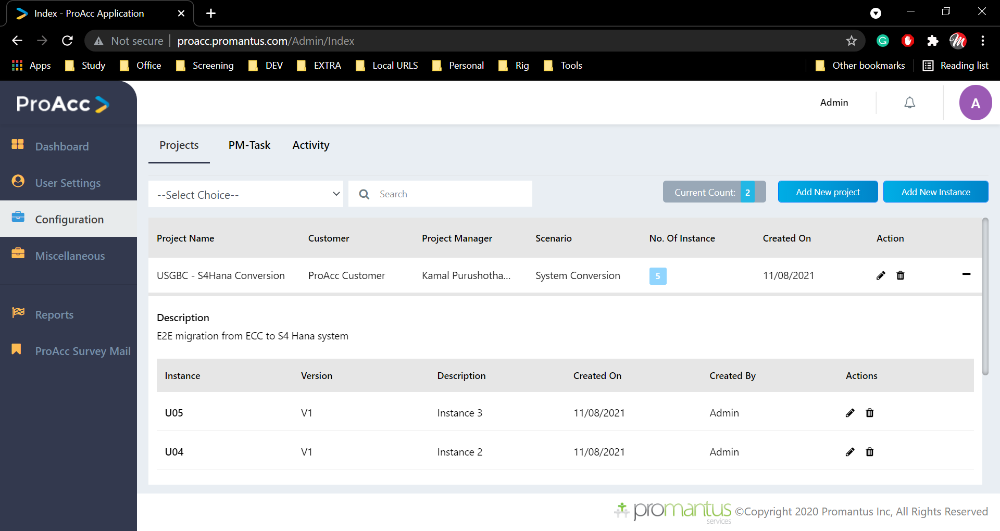 Index - ProAcc Application
Not secure proacc.promantus.com/Admin/Index
Apps Study Office Screening DEV EXTRA Local URLS Personal Rig Tools Other bookmarks Reading list
ProAcc
Admin
A
Dashboard
User Settings
Configuration
Miscellaneous
Reports
ProAcc Survey Mail
Projects PM-Task Activity
--Select Choice-- Search Current Count: 2 Add New project Add New Instance
Project Name Customer Project Manager Scenario No. Of Instance Created On Action
USGBC - S4Hana Conversion ProAcc Customer Kamal Purushotha... System Conversion 5 11/08/2021
Description
E2E migration from ECC to S4 Hana system
Instance Version Description Created On Created By Actions
U05 V1 Instance 3 11/08/2021 Admin
U04 V1 Instance 2 11/08/2021 Admin
promantus
services
©Copyright 2020 Promantus Inc, All Rights Reserved